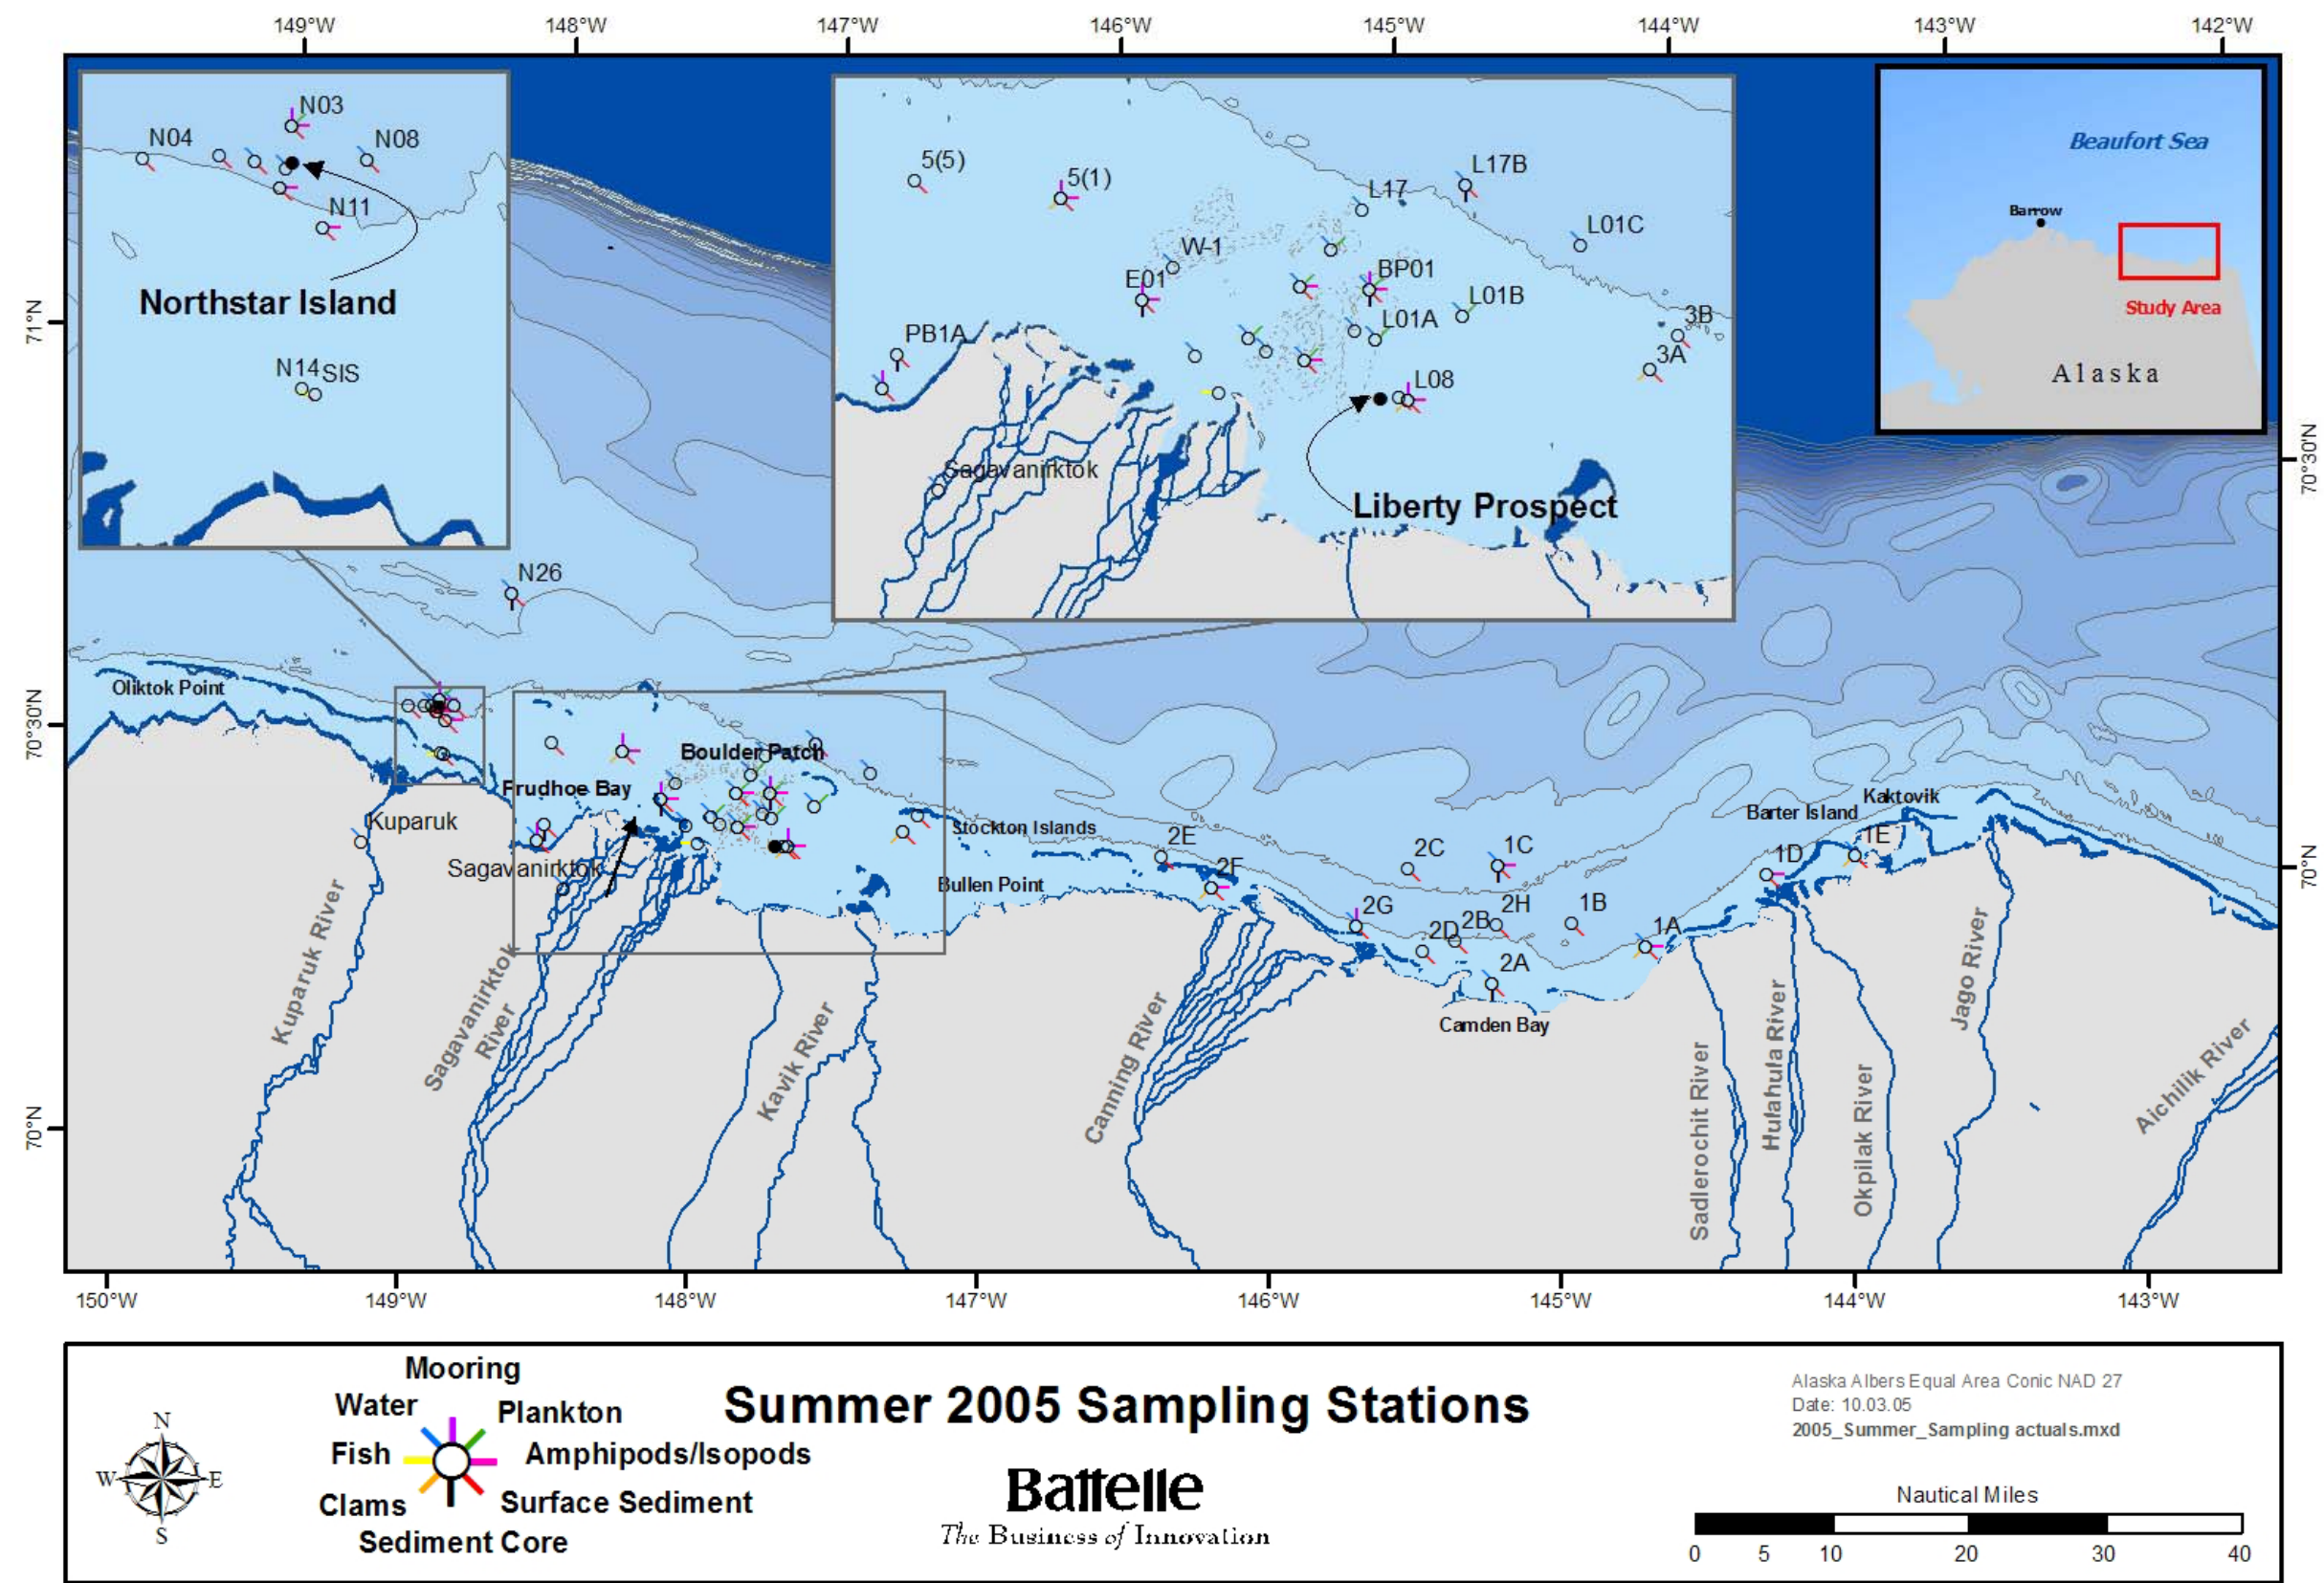 149°W 148°W 147°W 146°W 145°W 144°W 143°W 142°W
N03
N04
N08
N11
Northstar Island
N14
SIS
5(5)
5(1)
L17B
L17
L01C
W-1
E01
BP01
L01B
L01A
3B
3A
PB1A
L08
Sagavanirktok
Liberty Prospect
Beaufort Sea
Barrow
Study Area
Alaska
71°N
70°30'N
N26
Oliktok Point
70°30'N
Boulder Patch
Prudhoe Bay
Kuparuk
Sagavanirktok
Stockton Islands
Bullen Point
2E
2F
2C
1C
2G
2D
2B
2H
1B
1A
2A
Camden Bay
Barter Island
Kaktovik
1D
1E
70°N
70°N
Kuparuk River
Sagavanirktok
River
Kavik River
Canning River
Sadlerochit River
Hulahula River
Okpilak River
Jago River
Aichillik River
150°W 149°W 148°W 147°W 146°W 145°W 144°W 143°W
N
W E
S
Mooring
Water
Plankton
Fish
Amphipods/Isopods
Clams
Surface Sediment
Sediment Core
Summer 2005 Sampling Stations
Battelle
The Business of Innovation
Alaska Albers Equal Area Conic NAD 27
Date: 10.03.05
2005_Summer_Sampling actuals.mxd
Nautical Miles
0 5 10 20 30 40